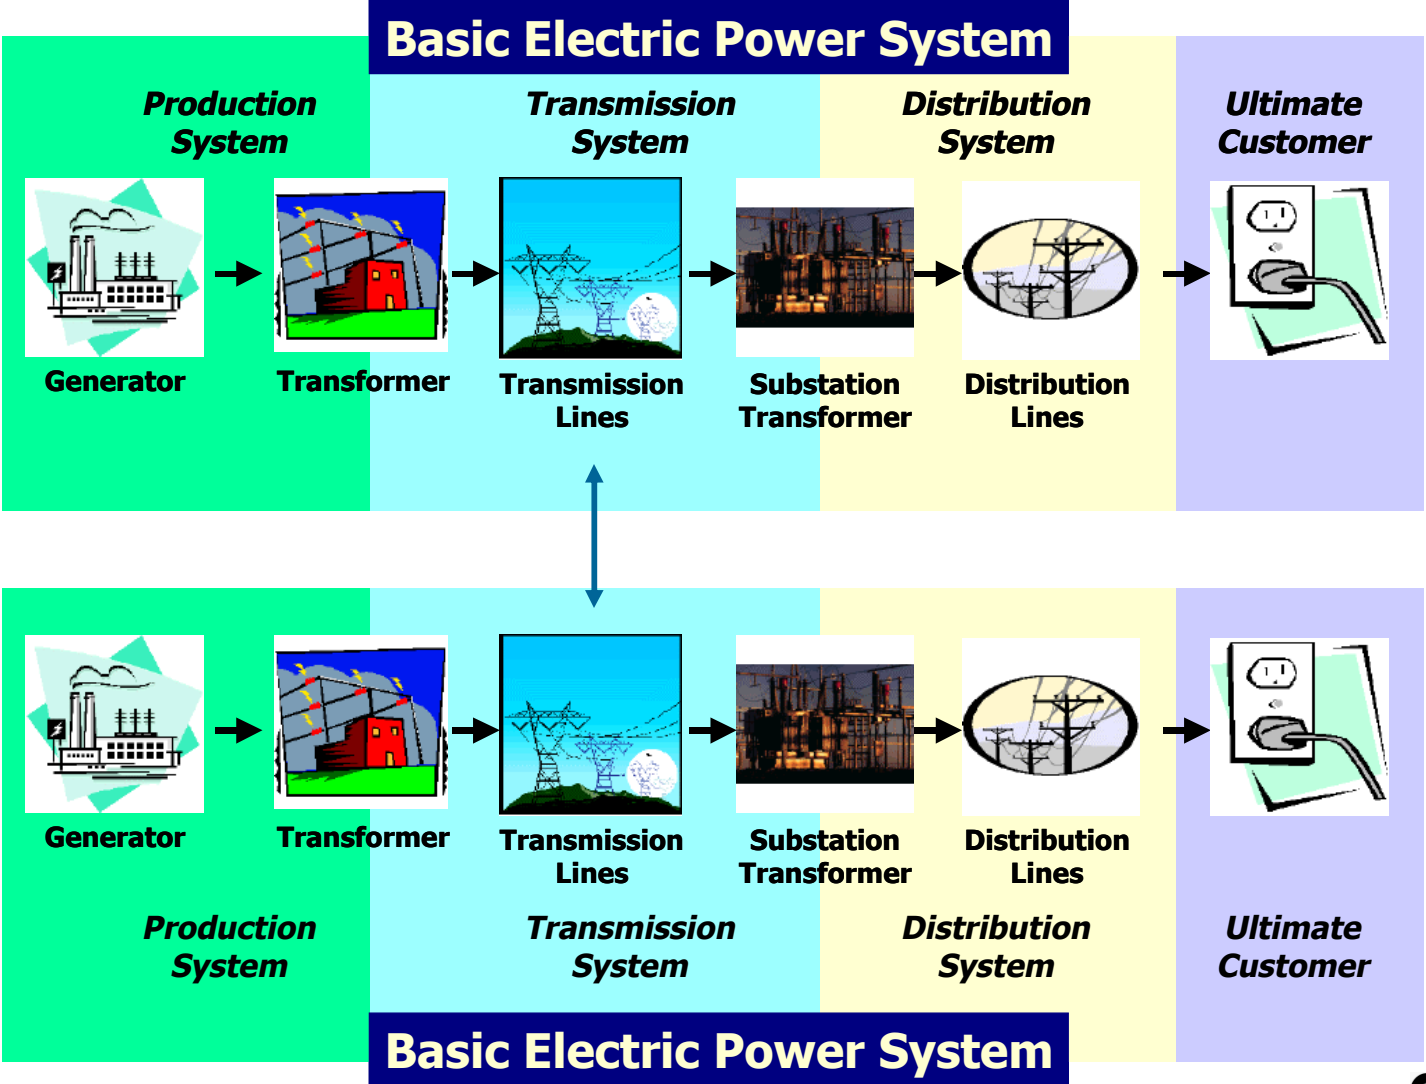 Basic Electric Power System
Production
System
Transmission
System
Distribution
System
Ultimate
Customer
Generator
Transformer
Transmission
Lines
Substation
Transformer
Distribution
Lines
Generator
Transformer
Transmission
Lines
Substation
Transformer
Distribution
Lines
Production
System
Transmission
System
Distribution
System
Ultimate
Customer
Basic Electric Power System